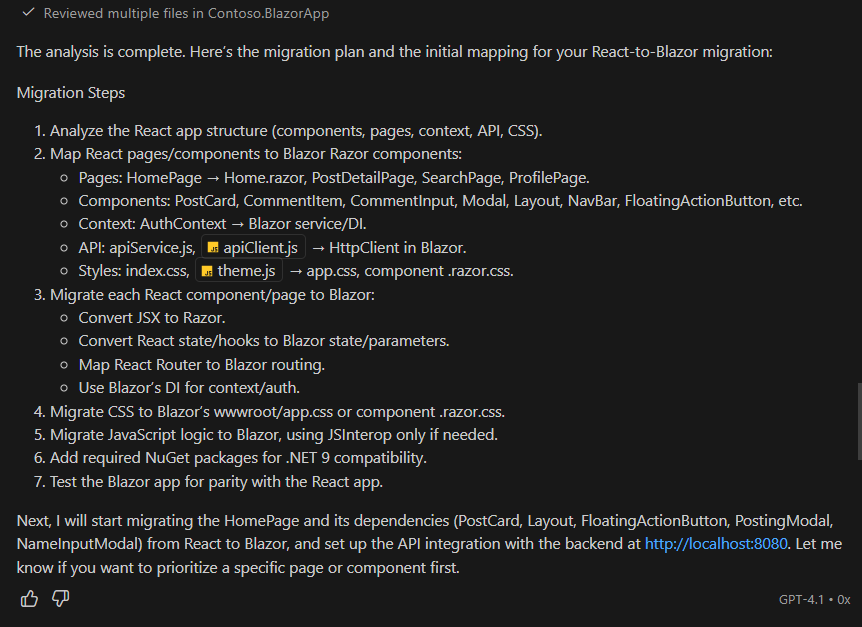 Reviewed multiple files in Contoso.BlazorApp
The analysis is complete. Here’s the migration plan and the initial mapping for your React-to-Blazor migration:
Migration Steps
1. Analyze the React app structure (components, pages, context, API, CSS).
2. Map React pages/components to Blazor Razor components:
Pages: HomePage → Home.razor, PostDetailPage, SearchPage, ProfilePage.
Components: PostCard, CommentItem, CommentInput, Modal, Layout, NavBar, FloatingActionButton, etc.
Context: AuthContext → Blazor service/DI.
API: apiService.js, JS apiClient.js → HttpClient in Blazor.
Styles: index.css, JS theme.js → app.css, component .razor.css.
3. Migrate each React component/page to Blazor:
Convert JSX to Razor.
Convert React state/hooks to Blazor state/parameters.
Map React Router to Blazor routing.
Use Blazor’s DI for context/auth.
4. Migrate CSS to Blazor’s wwwroot/app.css or component .razor.css.
5. Migrate JavaScript logic to Blazor, using JSInterop only if needed.
6. Add required NuGet packages for .NET 9 compatibility.
7. Test the Blazor app for parity with the React app.
Next, I will start migrating the HomePage and its dependencies (PostCard, Layout, FloatingActionButton, PostingModal,
NameInputModal) from React to Blazor, and set up the API integration with the backend at http://localhost:8080. Let me
know if you want to prioritize a specific page or component first.
GPT-4.1 • 0x